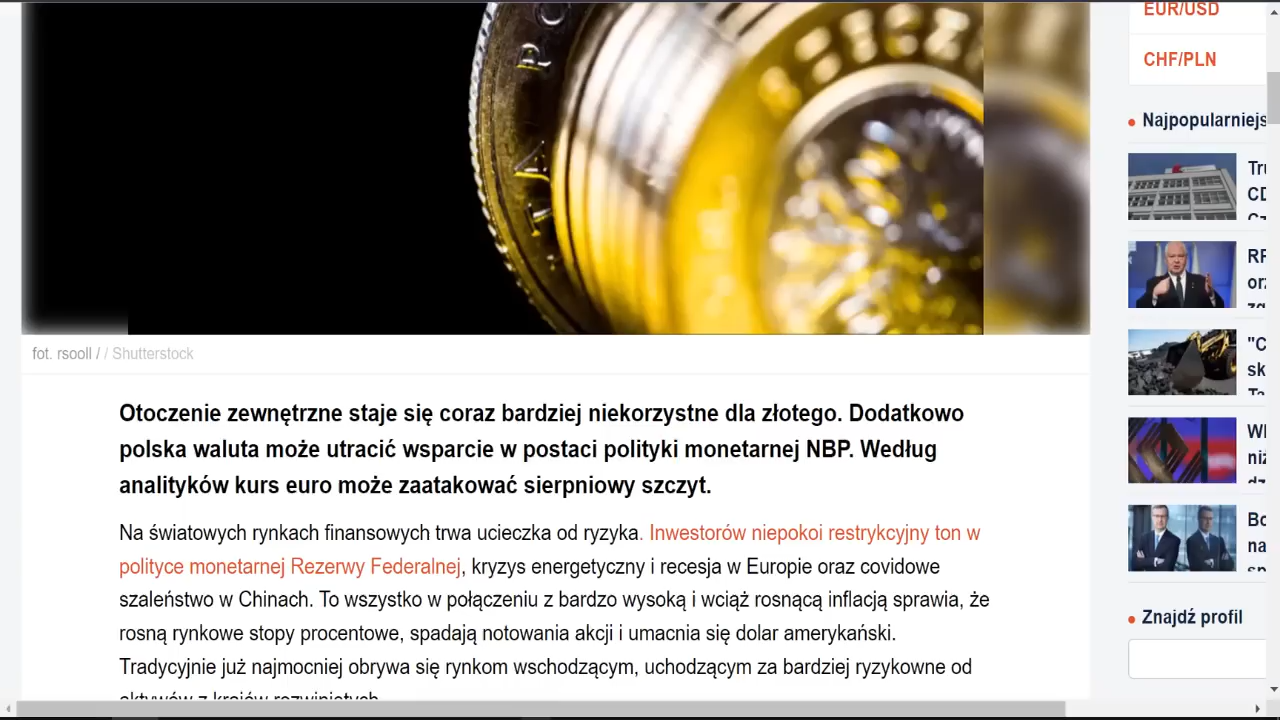 EUR/USD
CHF/PLN
Najpopularniejs
fot. rsooll / / Shutterstock
Otoczenie zewnętrzne staje się coraz bardziej niekorzystne dla złotego. Dodatkowo
polska waluta może utracić wsparcie w postaci polityki monetarnej NBP. Według
analityków kurs euro może zaatakować sierpniowy szczyt.
Na światowych rynkach finansowych trwa ucieczka od ryzyka. Inwestorów niepokoi restrykcyjny ton w
polityce monetarnej Rezerwy Federalnej, kryzys energetyczny i recesja w Europie oraz covidowe
szaleństwo w Chinach. To wszystko w połączeniu z bardzo wysoką i wciąż rosnącą inflacją sprawia, że
rosną rynkowe stopy procentowe, spadają notowania akcji i umacnia się dolar amerykański.
Tradycyjnie już najmocniej obrywa się rynkom wschodzącym, uchodzącym za bardziej ryzykowne od
aktywów z krajów rozwiniętych.
Znajdź profil